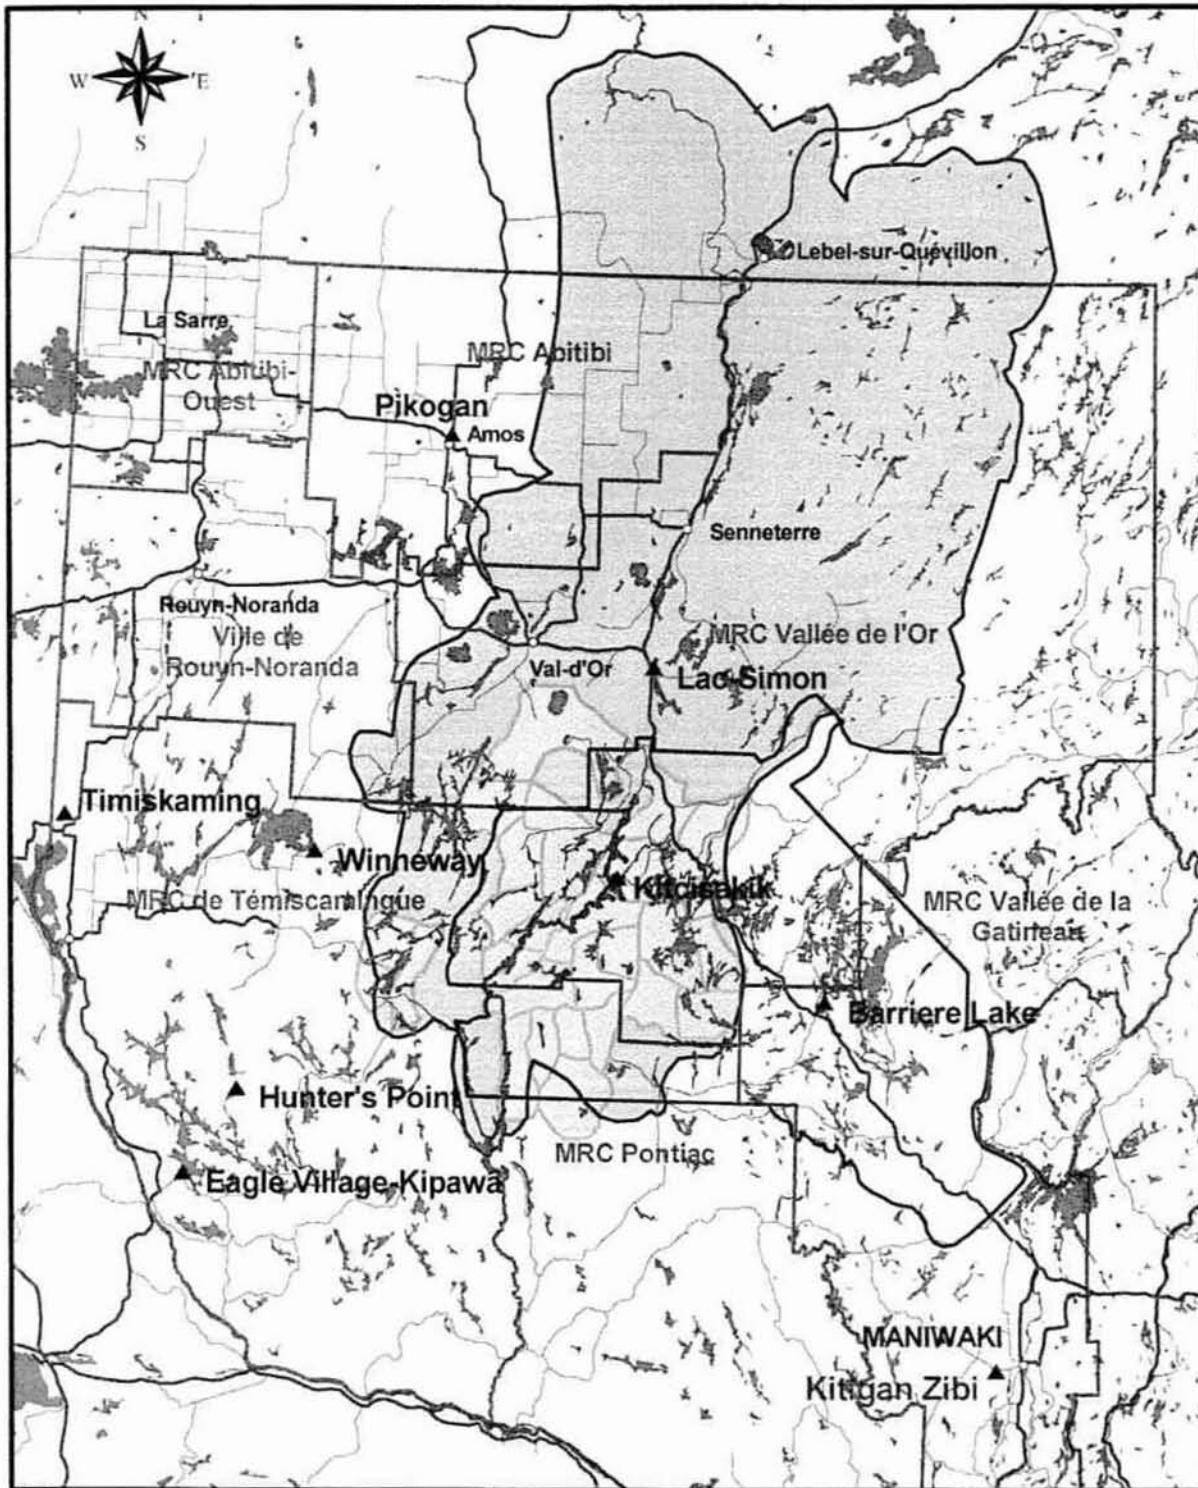 N
W E
S
Lebel-sur-Quévillon
La Sarre
MRC Abitibi
MRC Abitibi-
Ouest
Pikogan
Amos
Senneterre
Rouyn-Noranda
Ville de
Rouyn-Noranda
MRC Vallée de l'Or
Val-d'Or
Lac-Simon
Timiskaming
Winneway
Kitcisakik
MRC de Témiscamingue
MRC Vallée de la
Gatineau
Barriere Lake
Hunter's Point
MRC Pontiac
Eagle Village-Kipawa
MANIWAKI
Kitigan Zibi